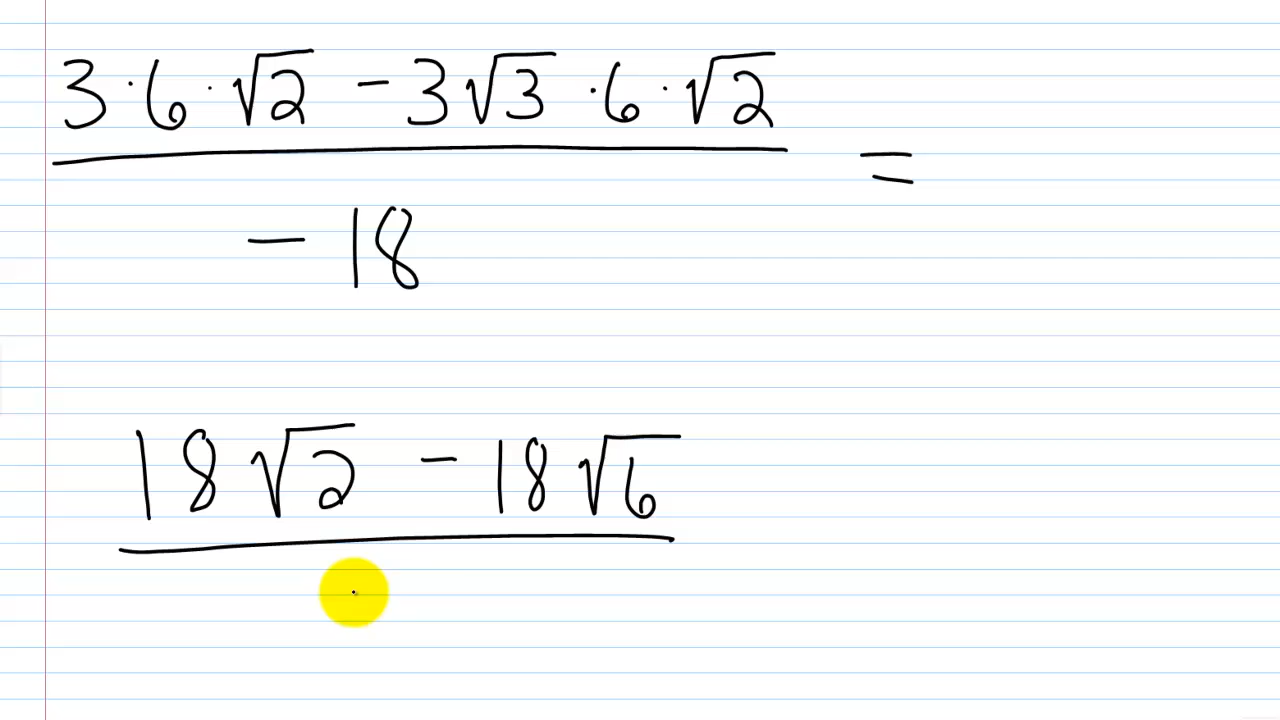 3·6·√2 − 3√3·6·√2
=
−18
18√2 − 18√6